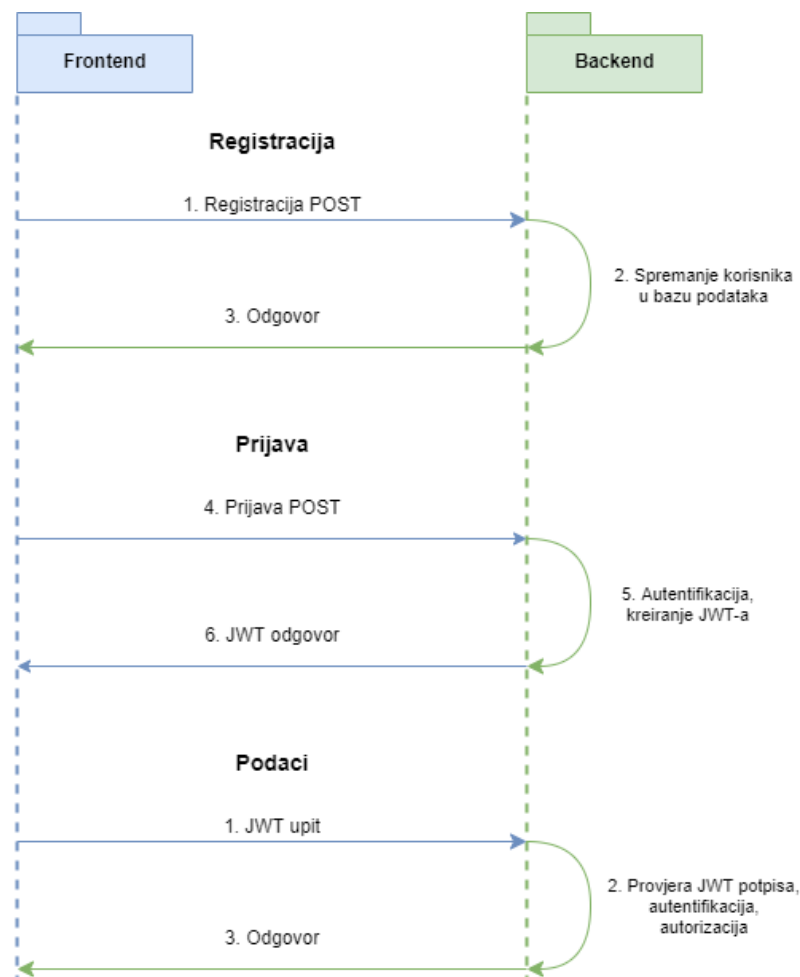 Frontend
Backend
Registracija
1. Registracija POST
2. Spremanje korisnika
u bazu podataka
3. Odgovor
Prijava
4. Prijava POST
5. Autentifikacija,
kreiranje JWT-a
6. JWT odgovor
Podaci
1. JWT upit
2. Provjera JWT potpisa,
autentifikacija,
autorizacija
3. Odgovor